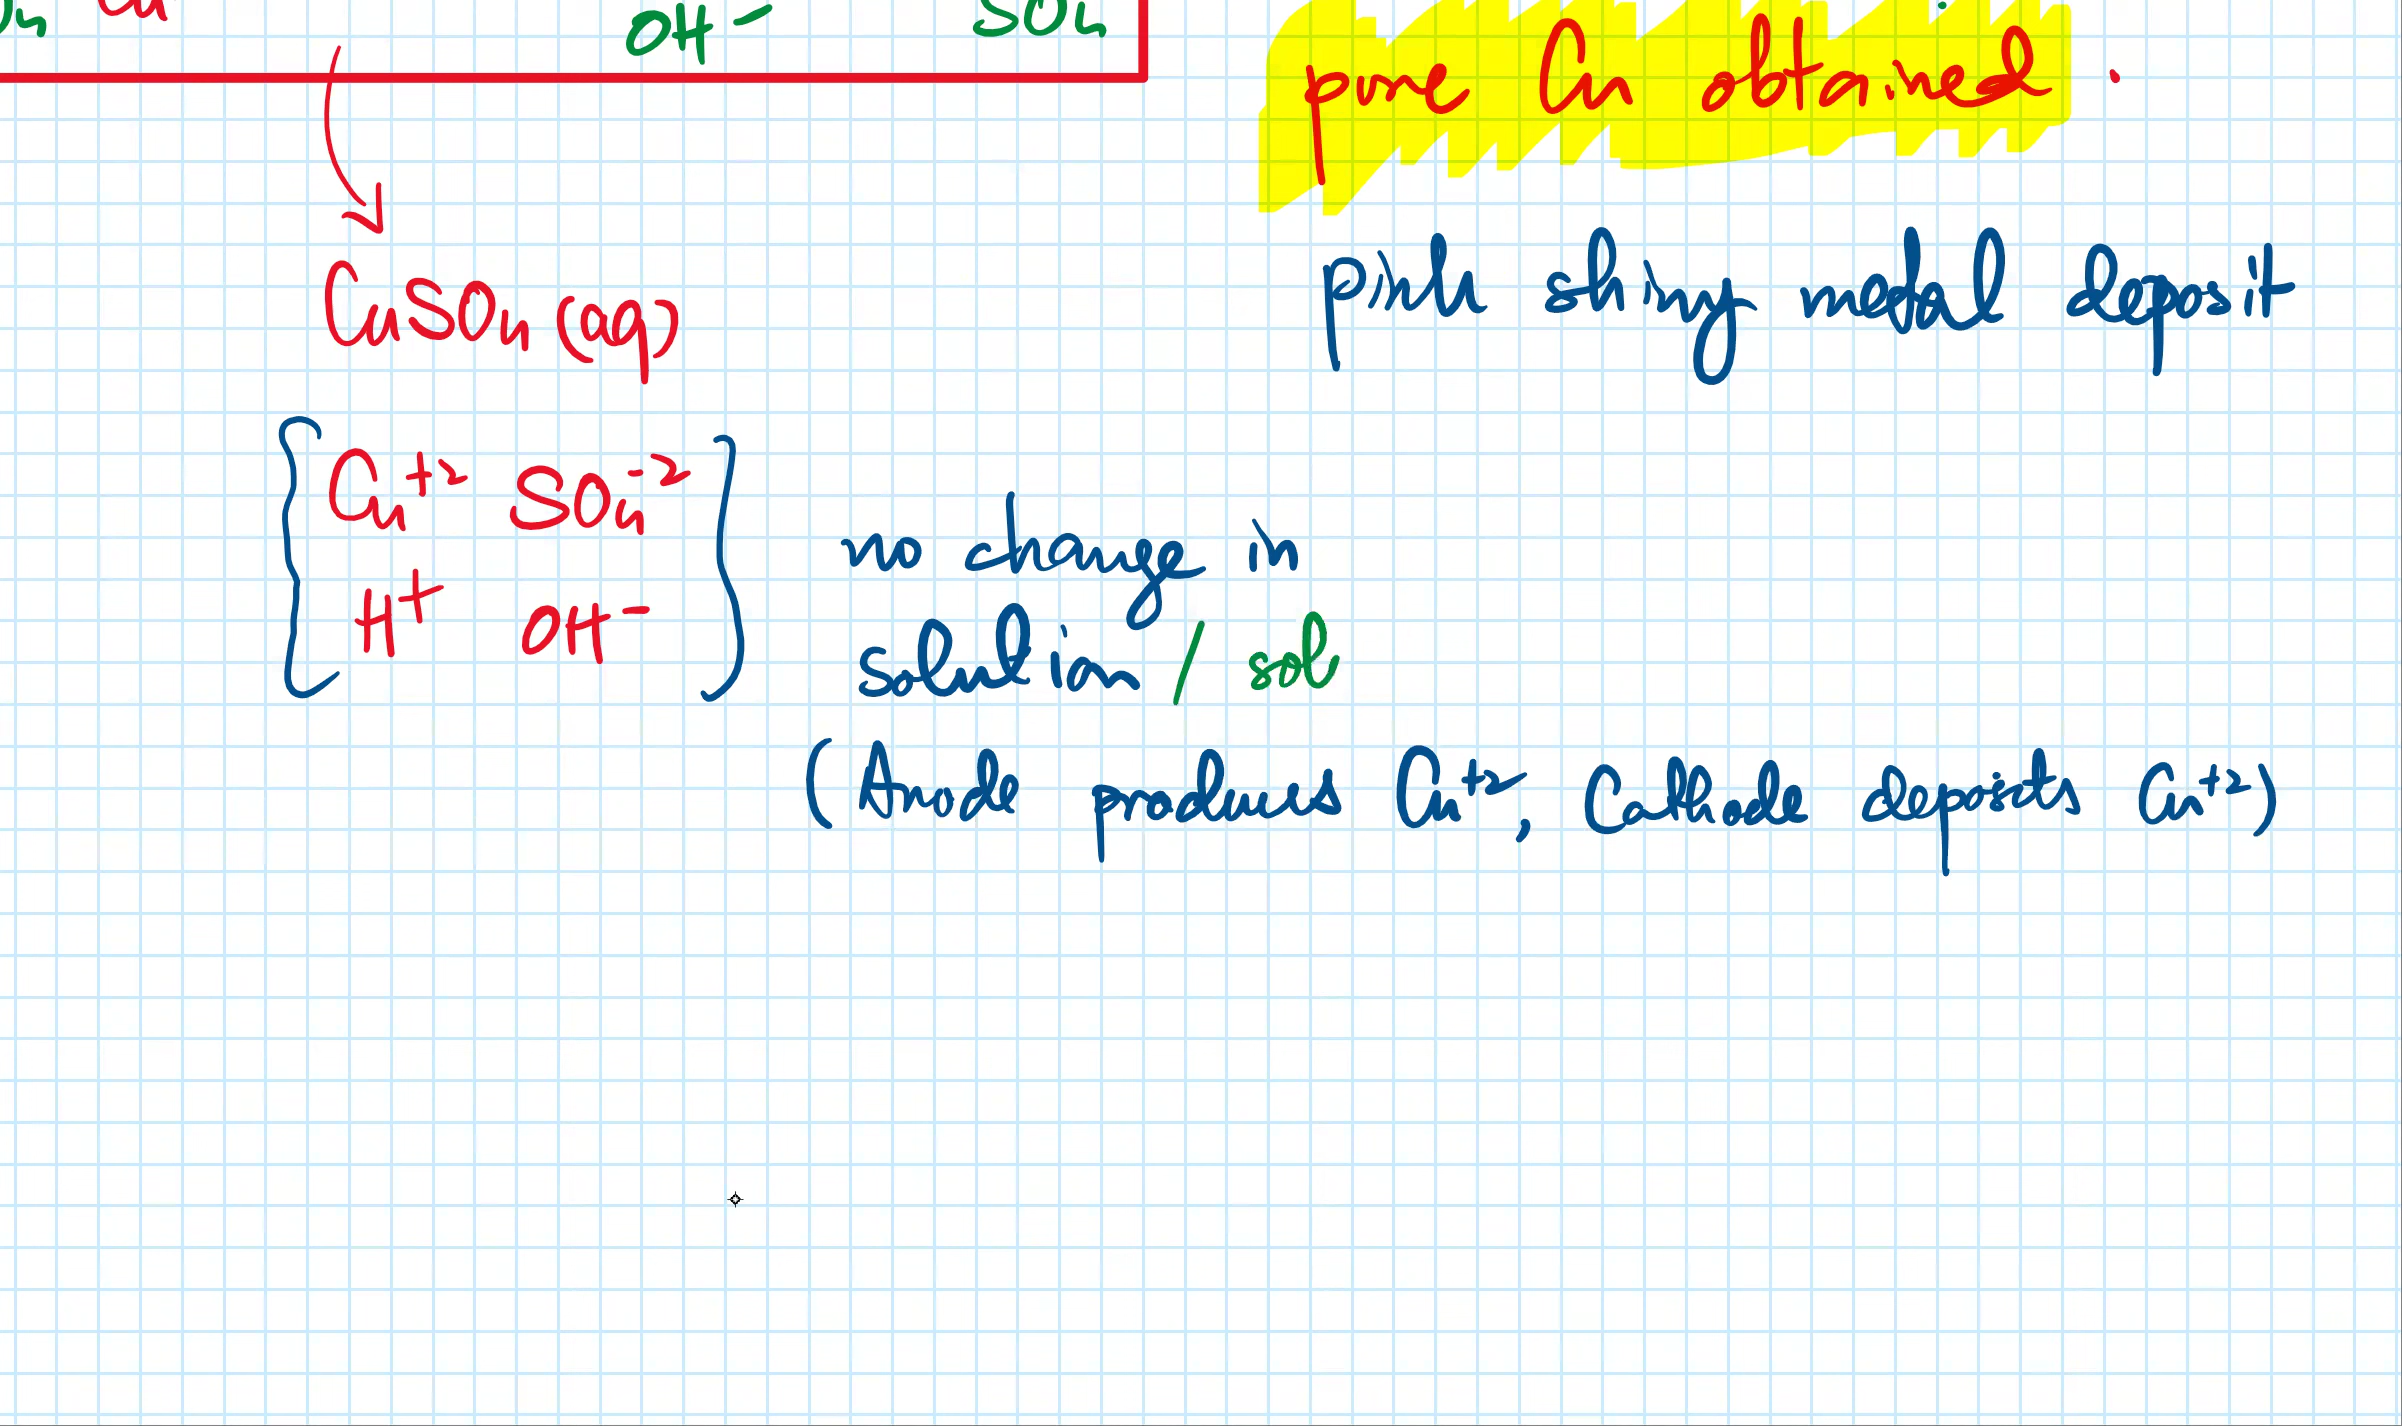 OH⁻ SO₄
pure Cu obtained .
CuSO₄ (aq)
pink shiny metal deposit
Cu⁺² SO₄⁻²
H⁺ OH⁻
no change in
solution / sol
(Anode produces Cu⁺², Cathode deposits Cu⁺²)